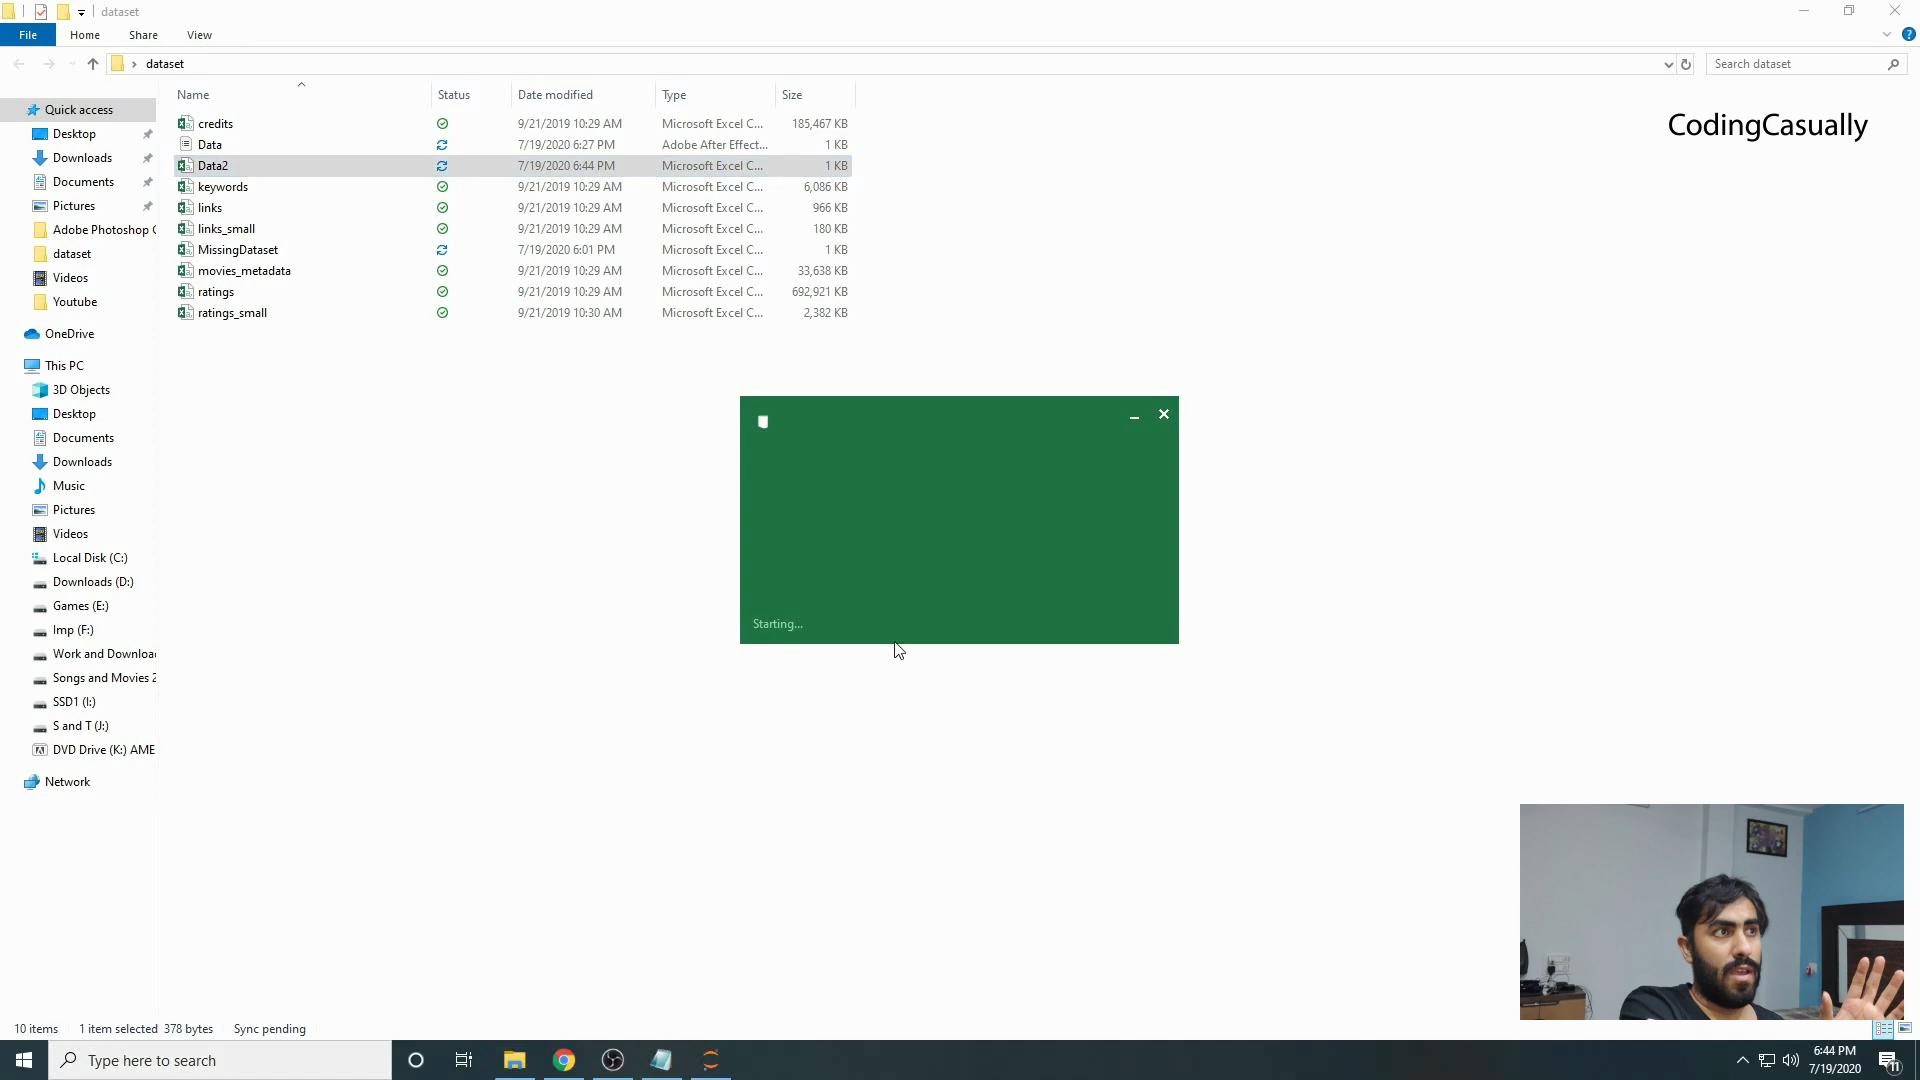 dataset
File Home Share View
dataset
Search dataset
Name Status Date modified Type Size
Quick access
Desktop
Downloads
Documents
Pictures
Adobe Photoshop C
dataset
Videos
Youtube
OneDrive
This PC
3D Objects
Desktop
Documents
Downloads
Music
Pictures
Videos
Local Disk (C:)
Downloads (D:)
Games (E:)
Imp (F:)
Work and Downloa
Songs and Movies 2
SSD1 (I:)
S and T (J:)
DVD Drive (K:) AME
Network
credits 9/21/2019 10:29 AM Microsoft Excel C... 185,467 KB
Data 7/19/2020 6:27 PM Adobe After Effect... 1 KB
Data2 7/19/2020 6:44 PM Microsoft Excel C... 1 KB
keywords 9/21/2019 10:29 AM Microsoft Excel C... 6,086 KB
links 9/21/2019 10:29 AM Microsoft Excel C... 966 KB
links_small 9/21/2019 10:29 AM Microsoft Excel C... 180 KB
MissingDataset 7/19/2020 6:01 PM Microsoft Excel C... 1 KB
movies_metadata 9/21/2019 10:29 AM Microsoft Excel C... 33,638 KB
ratings 9/21/2019 10:29 AM Microsoft Excel C... 692,921 KB
ratings_small 9/21/2019 10:30 AM Microsoft Excel C... 2,382 KB
CodingCasually
Starting...
10 items 1 item selected 378 bytes Sync pending
Type here to search
6:44 PM
7/19/2020
11